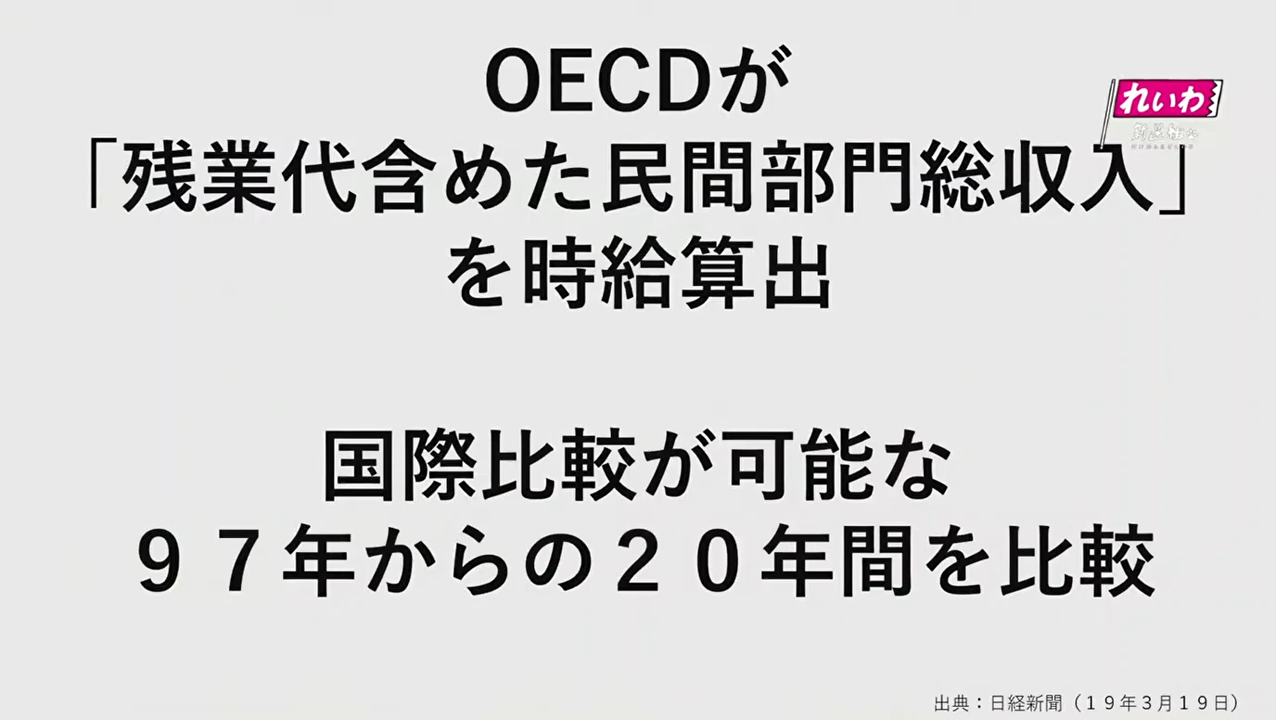 OECDが
れいわ
「残業代含めた民間部門総収入」
を時給算出
国際比較が可能な
９７年からの２０年間を比較
出典：日経新聞（１９年３月１９日）